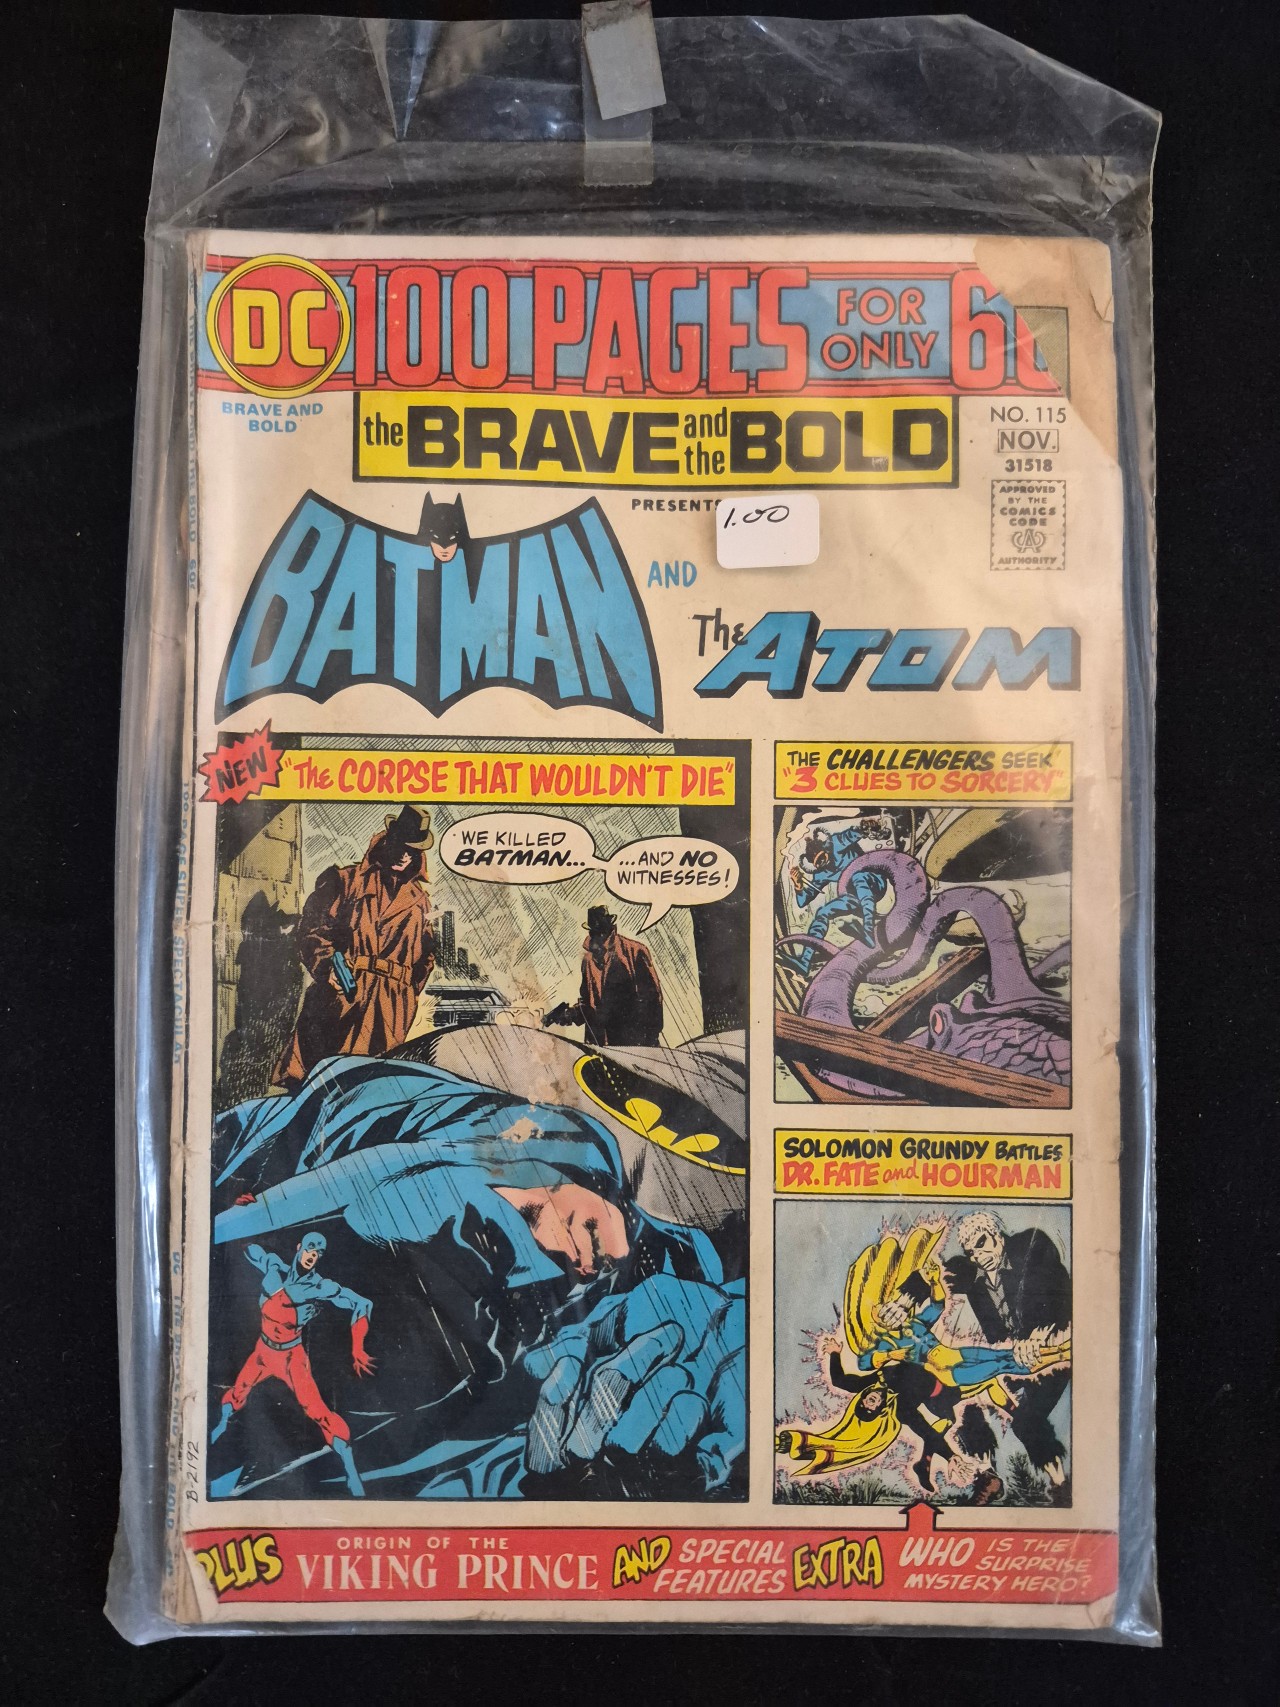 DC
100 PAGES
FOR
ONLY
BRAVE AND
BOLD
the BRAVE and the BOLD
NO. 115
NOV.
31518
APPROVED
BY THE
COMICS
CODE
CA
AUTHORITY
1.00
BATMAN
AND
The ATOM
NEW
"The CORPSE THAT WOULDN'T DIE"
WE KILLED
BATMAN...
...AND NO
WITNESSES!
THE CHALLENGERS SEEK
"3 CLUES TO SORCERY"
SOLOMON GRUNDY BATTLES
DR. FATE and HOURMAN
B-2192
PLUS
ORIGIN OF THE
VIKING PRINCE
AND
SPECIAL
FEATURES
EXTRA
WHO IS THE
SURPRISE
MYSTERY HERO?